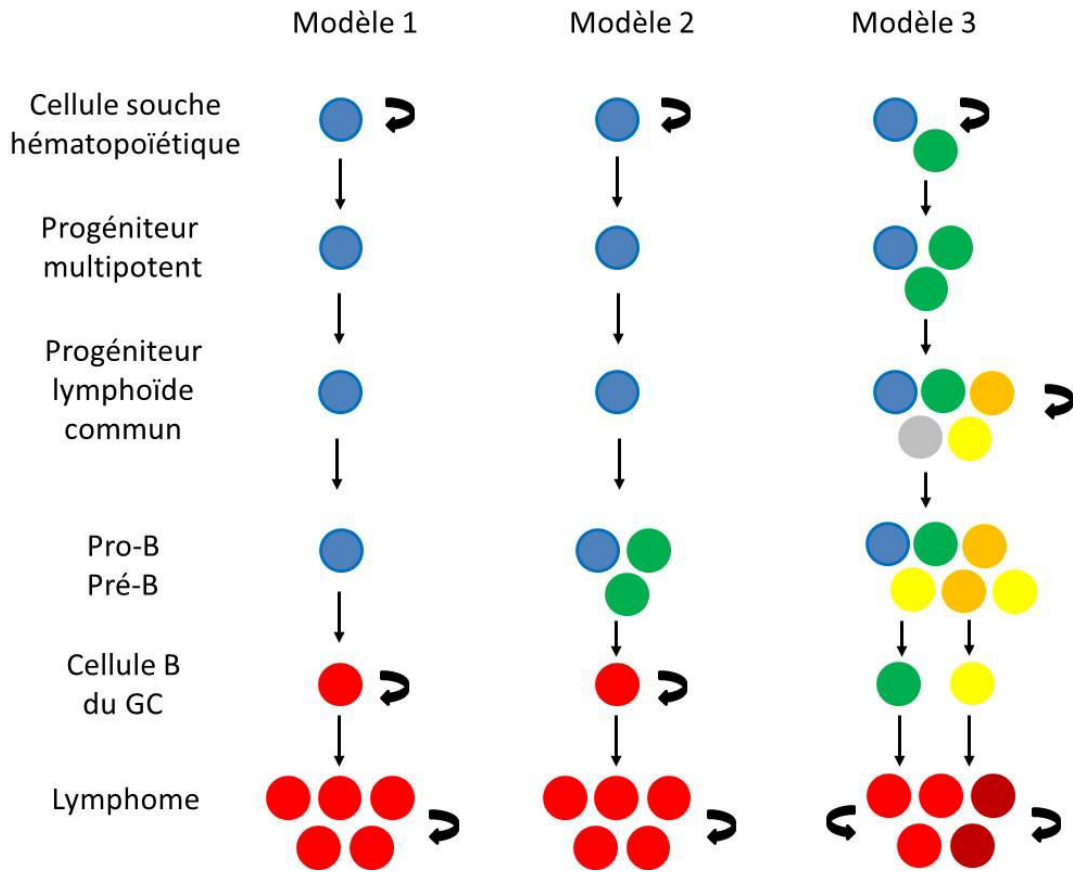 Modèle 1
Modèle 2
Modèle 3
Cellule souche
hématopoïétique
Progéniteur
multipotent
Progéniteur
lymphoïde
commun
Pro-B
Pré-B
Cellule B
du GC
Lymphome